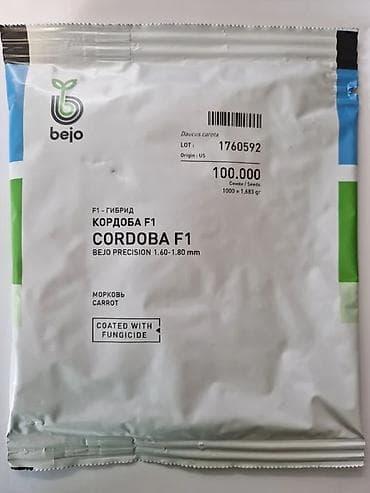 bejo
Daucus carota
LOT : 1760592
Origin : US
100.000
Семян / Seeds
1000 = 1,683 gr
F1 - ГИБРИД
КОРДОБА F1
CORDOBA F1
BEJO PRECISION 1.60-1.80 mm
МОРКОВЬ
CARROT
COATED WITH
FUNGICIDE